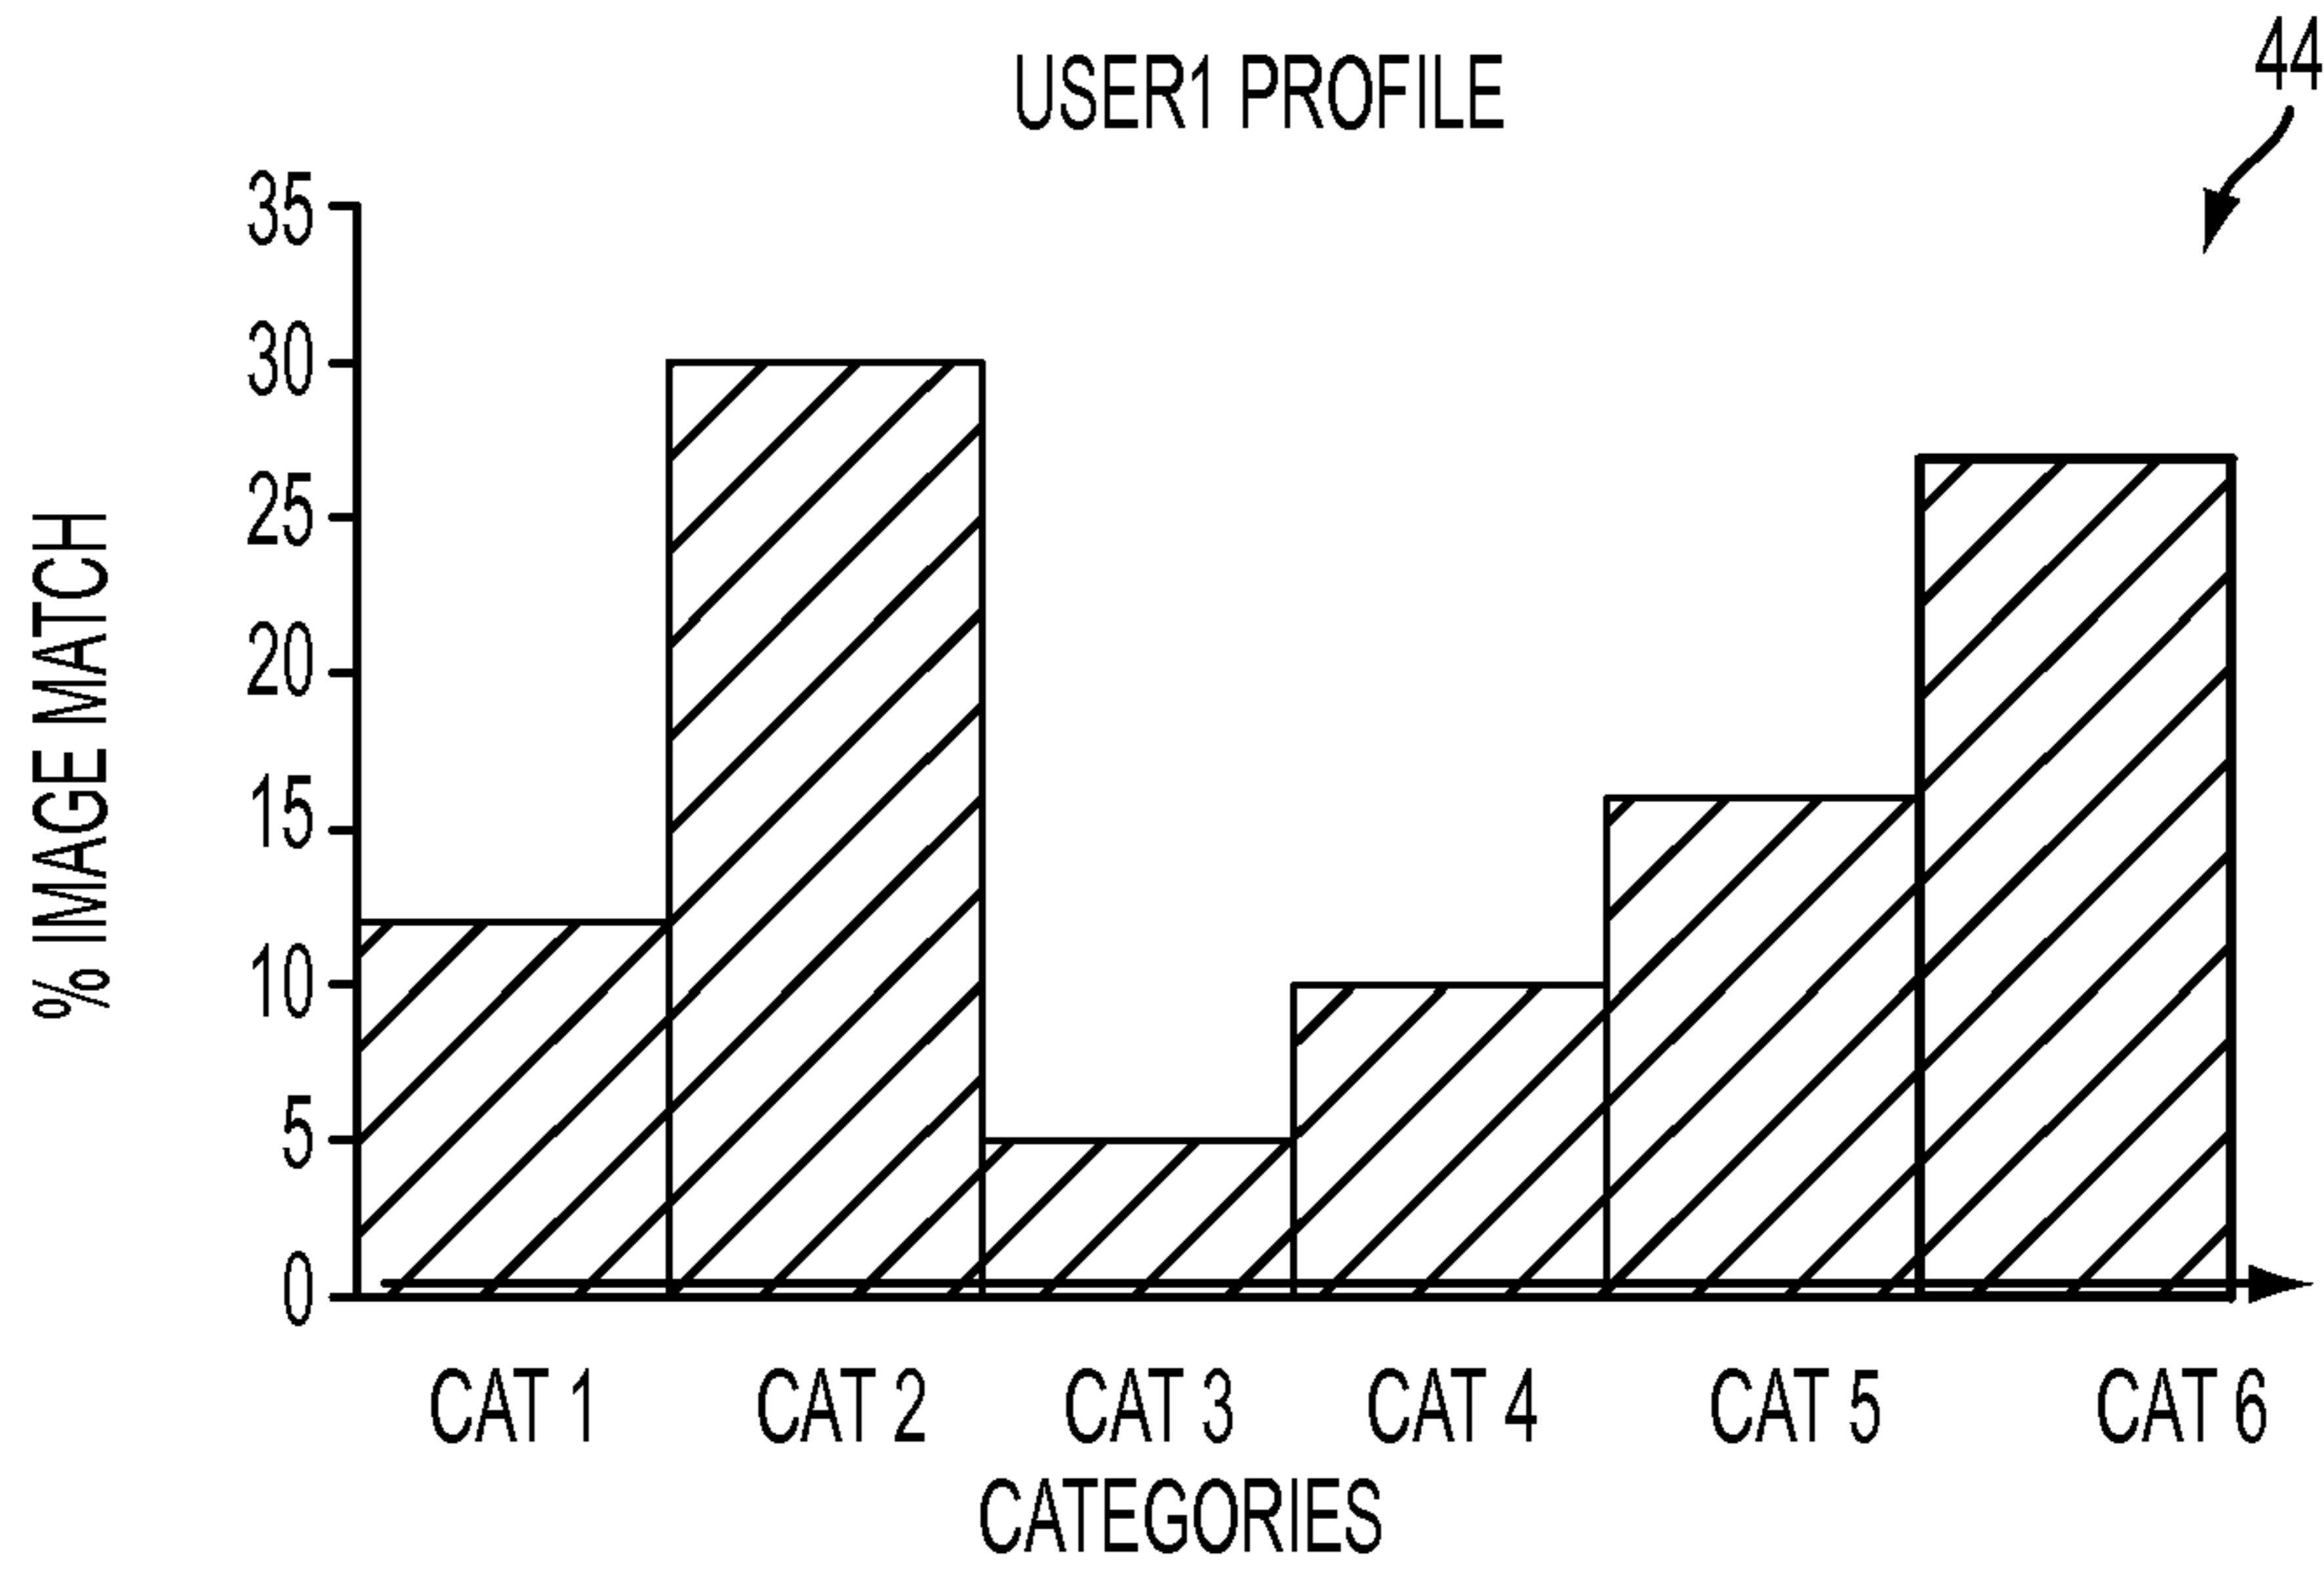 USER1 PROFILE
44
% IMAGE MATCH
35
30
25
20
15
10
5
0
CAT 1 CAT 2 CAT 3 CAT 4 CAT 5 CAT 6
CATEGORIES